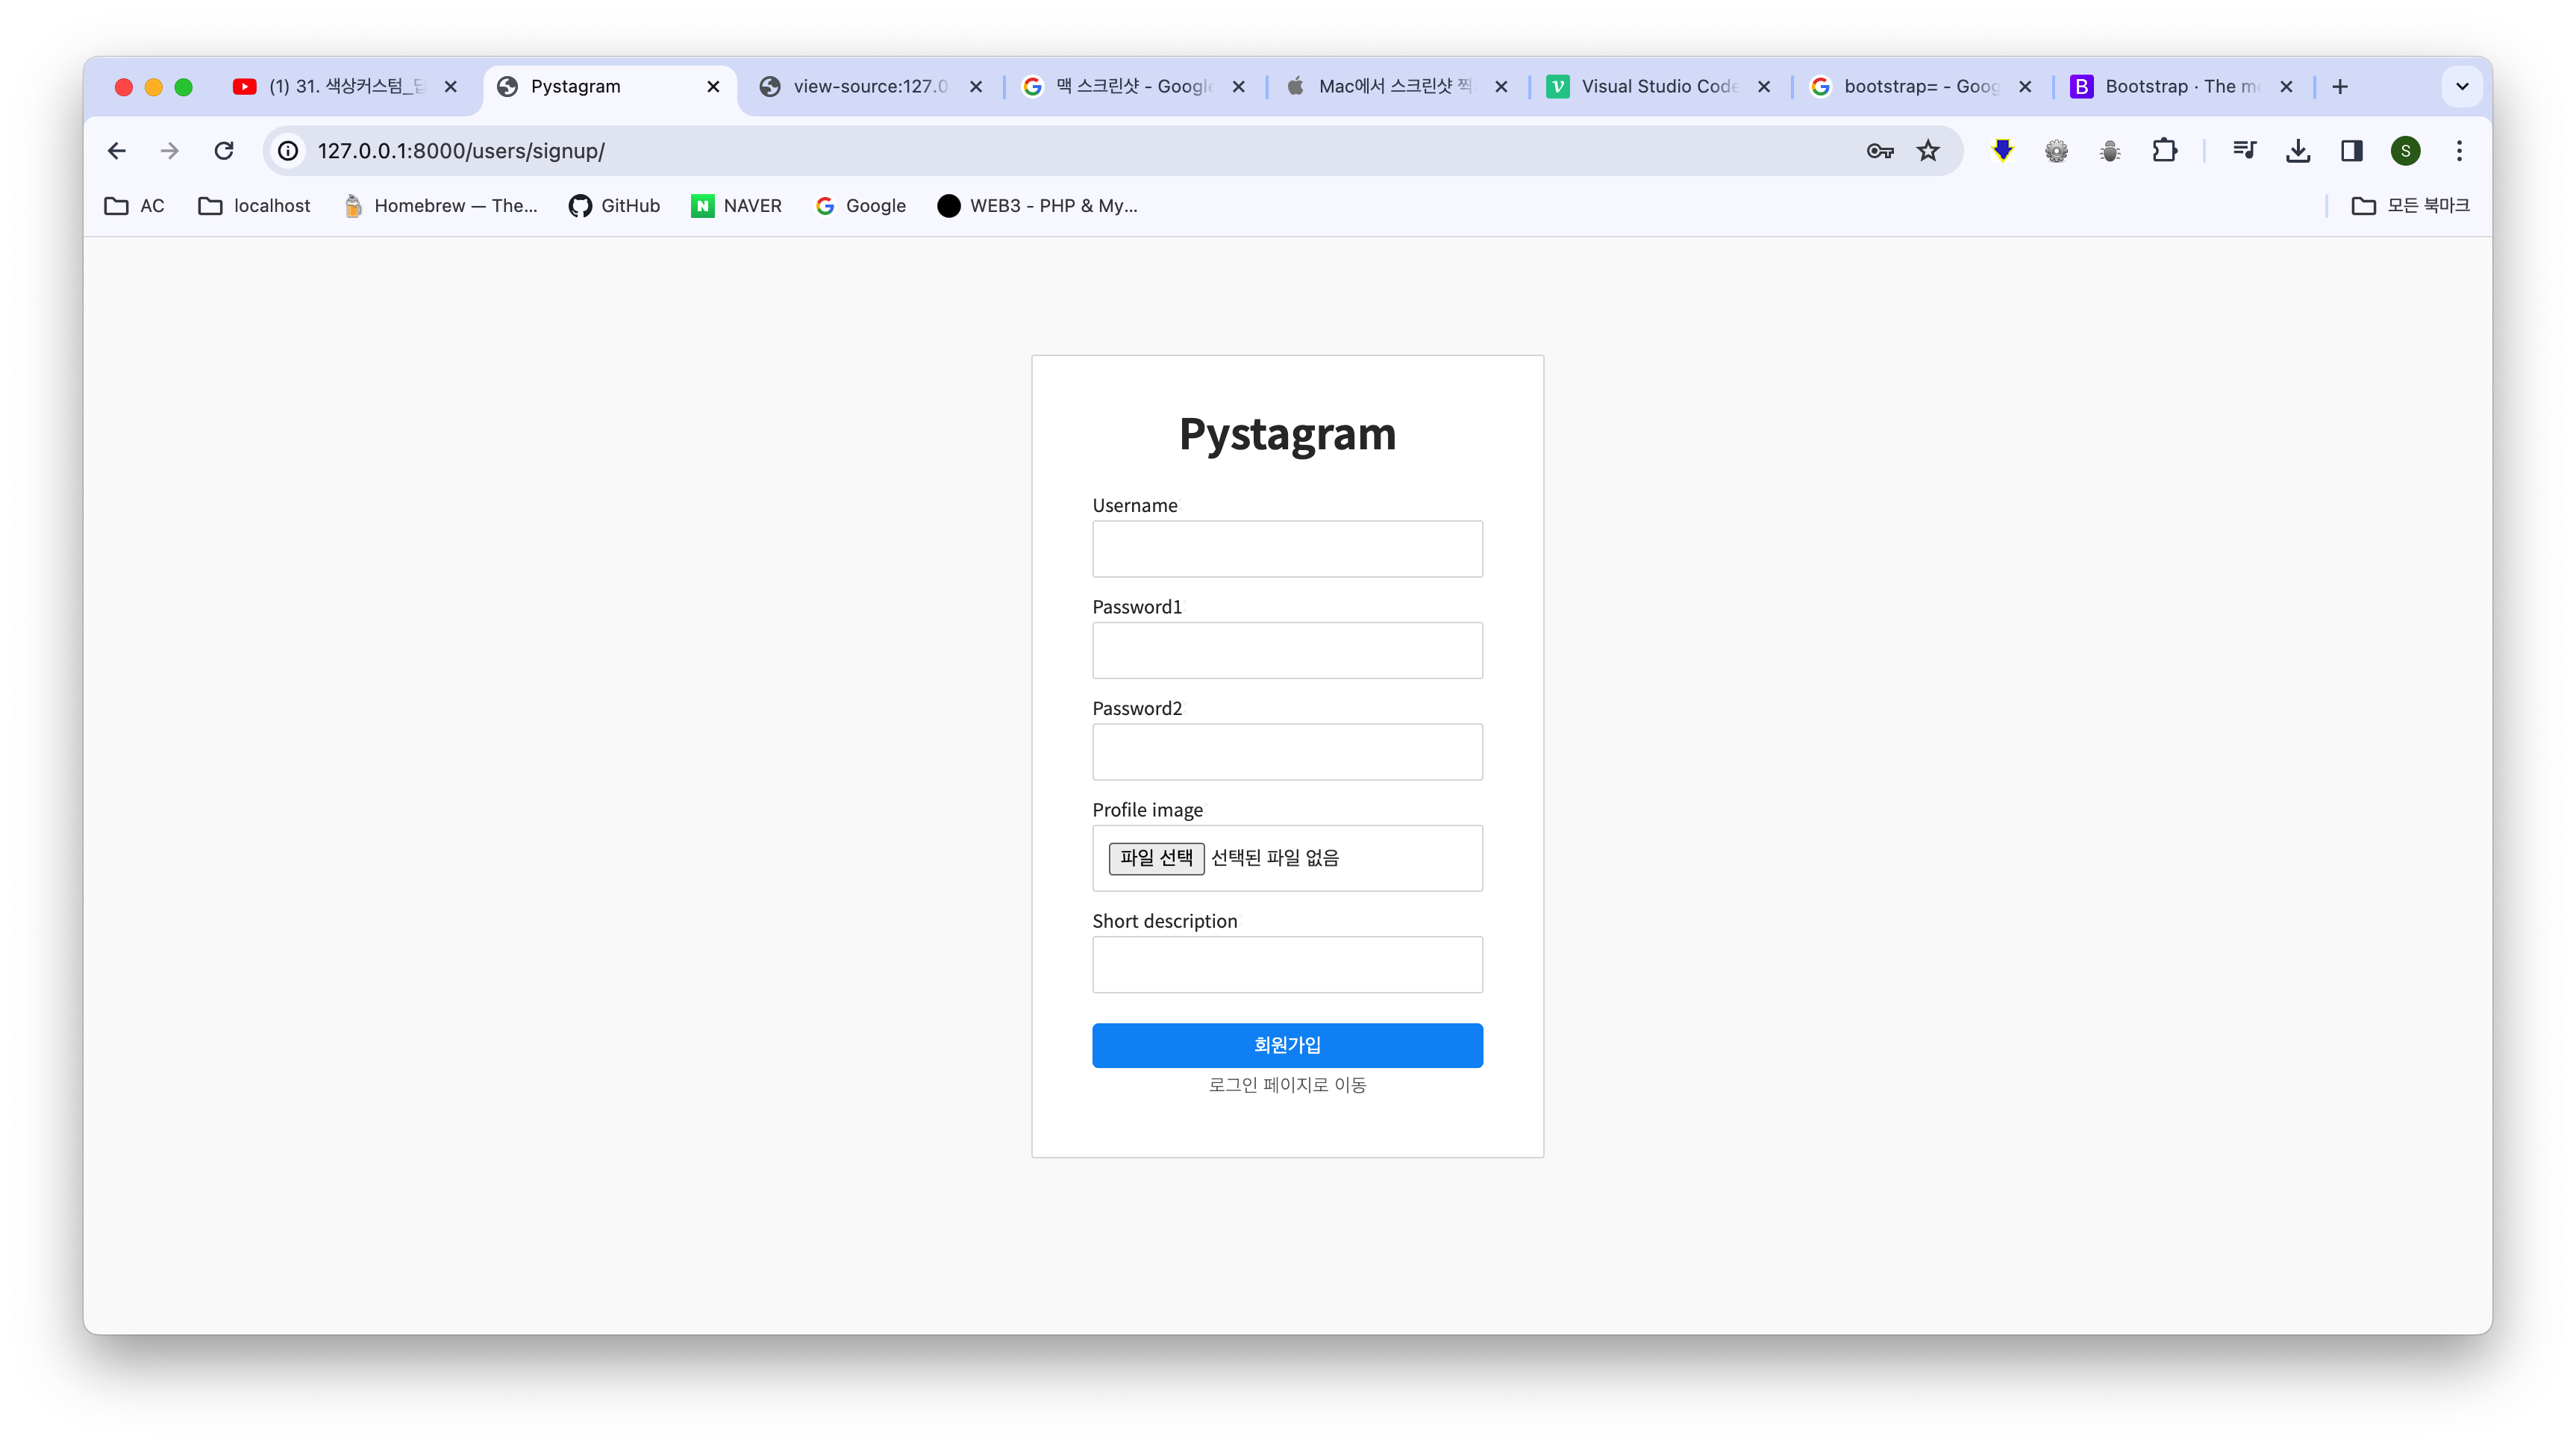 (1) 31. 색상커스텀_답
Pystagram
view-source:127.0
맥 스크린샷 - Google
Mac에서 스크린샷 찍
Visual Studio Code
bootstrap= - Goog
B Bootstrap · The mo
127.0.0.1:8000/users/signup/
S
AC
localhost
Homebrew — The...
GitHub
N NAVER
Google
WEB3 - PHP & My...
모든 북마크
Pystagram
Username
Password1
Password2
Profile image
파일 선택 선택된 파일 없음
Short description
회원가입
로그인 페이지로 이동